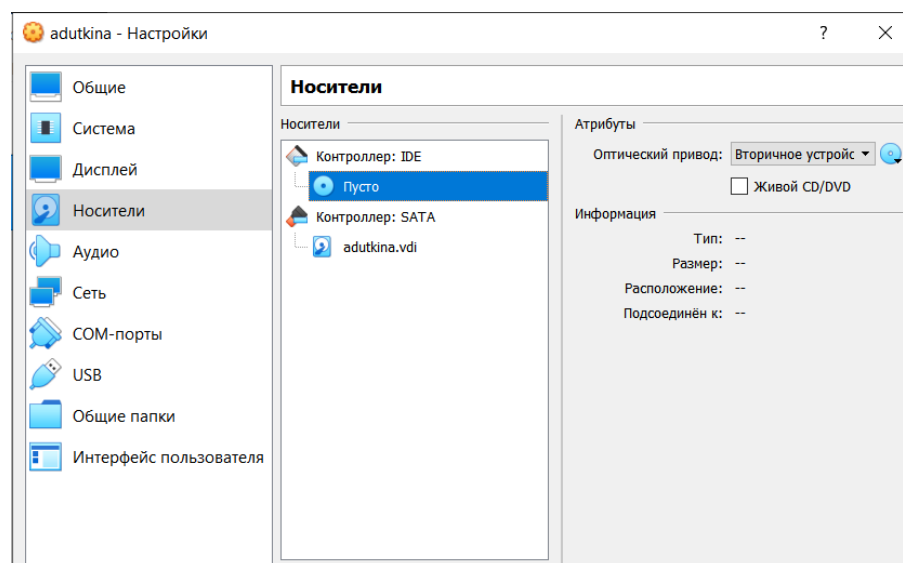 adutkina - Настройки
?
Общие
Система
Дисплей
Носители
Аудио
Сеть
COM-порты
USB
Общие папки
Интерфейс пользователя
Носители
Носители
Контроллер: IDE
Пусто
Контроллер: SATA
adutkina.vdi
Атрибуты
Оптический привод: Вторичное устройс
Живой CD/DVD
Информация
Тип: --
Размер: --
Расположение: --
Подсоединён к: --